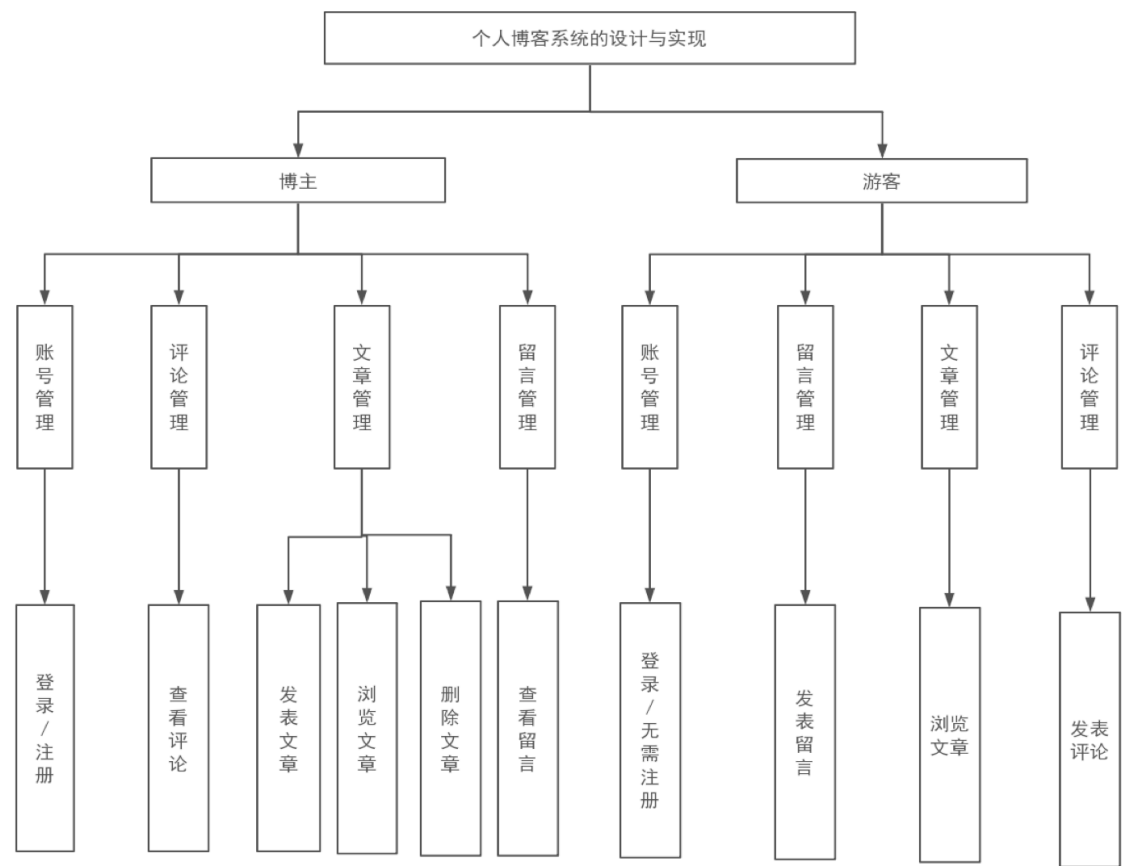 个人博客系统的设计与实现
博主
游客
账号管理
评论管理
文章管理
留言管理
账号管理
留言管理
文章管理
评论管理
登录/注册
查看评论
发表文章
浏览文章
删除文章
查看留言
登录/无需注册
发表留言
浏览
文章
发表
评论